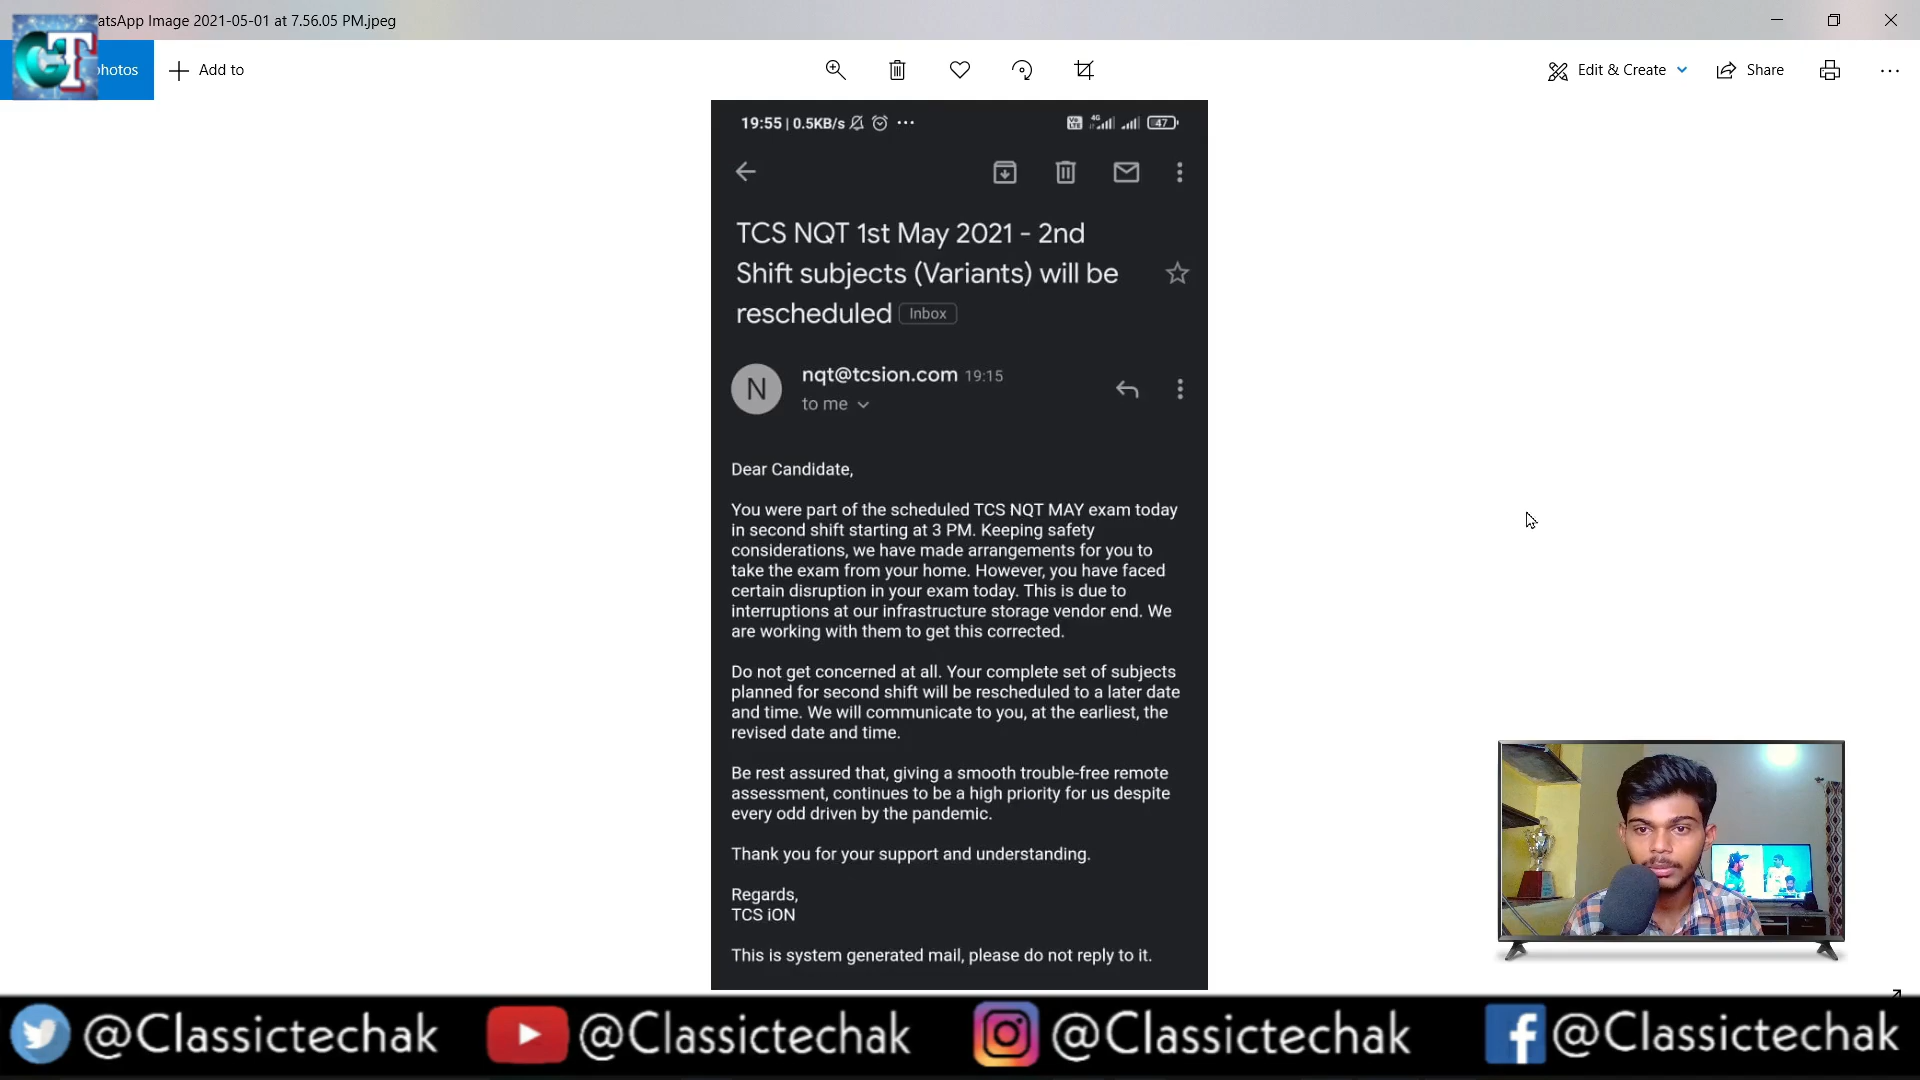 atsApp Image 2021-05-01 at 7.56.05 PM.jpeg
CT
photos
Add to
Edit & Create
Share
19:55 | 0.5KB/s
Vo LTE
4G
47
TCS NQT 1st May 2021 - 2nd
Shift subjects (Variants) will be
rescheduled Inbox
N
nqt@tcsion.com 19:15
to me
Dear Candidate,
You were part of the scheduled TCS NQT MAY exam today
in second shift starting at 3 PM. Keeping safety
considerations, we have made arrangements for you to
take the exam from your home. However, you have faced
certain disruption in your exam today. This is due to
interruptions at our infrastructure storage vendor end. We
are working with them to get this corrected.
Do not get concerned at all. Your complete set of subjects
planned for second shift will be rescheduled to a later date
and time. We will communicate to you, at the earliest, the
revised date and time.
Be rest assured that, giving a smooth trouble-free remote
assessment, continues to be a high priority for us despite
every odd driven by the pandemic.
Thank you for your support and understanding.
Regards,
TCS iON
This is system generated mail, please do not reply to it.
@Classictechak @Classictechak @Classictechak @Classictechak